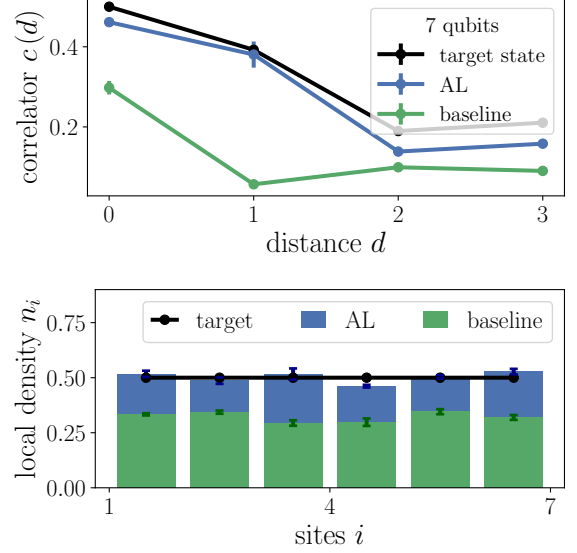 correlator c (d)
0.4
0.2
7 qubits
target state
AL
baseline
0 1 2 3
distance d
local density n_i
0.75
0.50
0.25
0.00
target AL baseline
1 4 7
sites i